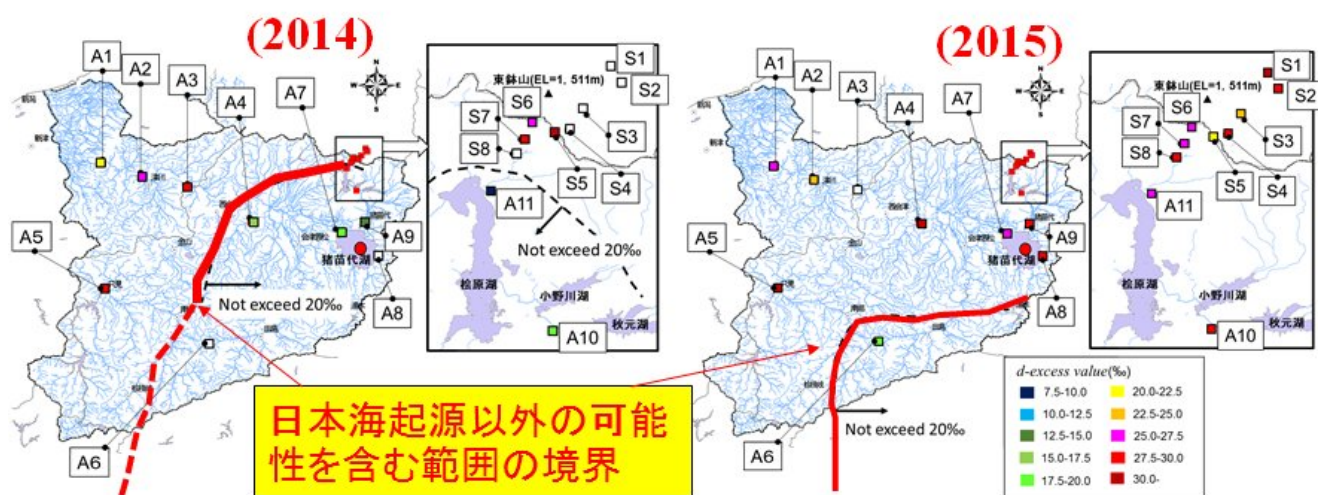 (2014)
A1
A2
A3
A4
A7
A5
A6
A8
A9
猪苗代湖
Not exceed 20‰
東鉢山(EL=1, 511m)
S1
S2
S3
S4
S5
S6
S7
S8
A11
Not exceed 20‰
桧原湖
小野川湖
秋元湖
A10
日本海起源以外の可能
性を含む範囲の境界
(2015)
A1
A2
A3
A4
A7
A5
A6
A8
A9
猪苗代湖
Not exceed 20‰
東鉢山(EL=1, 511m)
S1
S2
S3
S4
S5
S6
S7
S8
A11
桧原湖
小野川湖
秋元湖
A10
d-excess value(‰)
7.5-10.0
10.0-12.5
12.5-15.0
15.0-17.5
17.5-20.0
20.0-22.5
22.5-25.0
25.0-27.5
27.5-30.0
30.0-